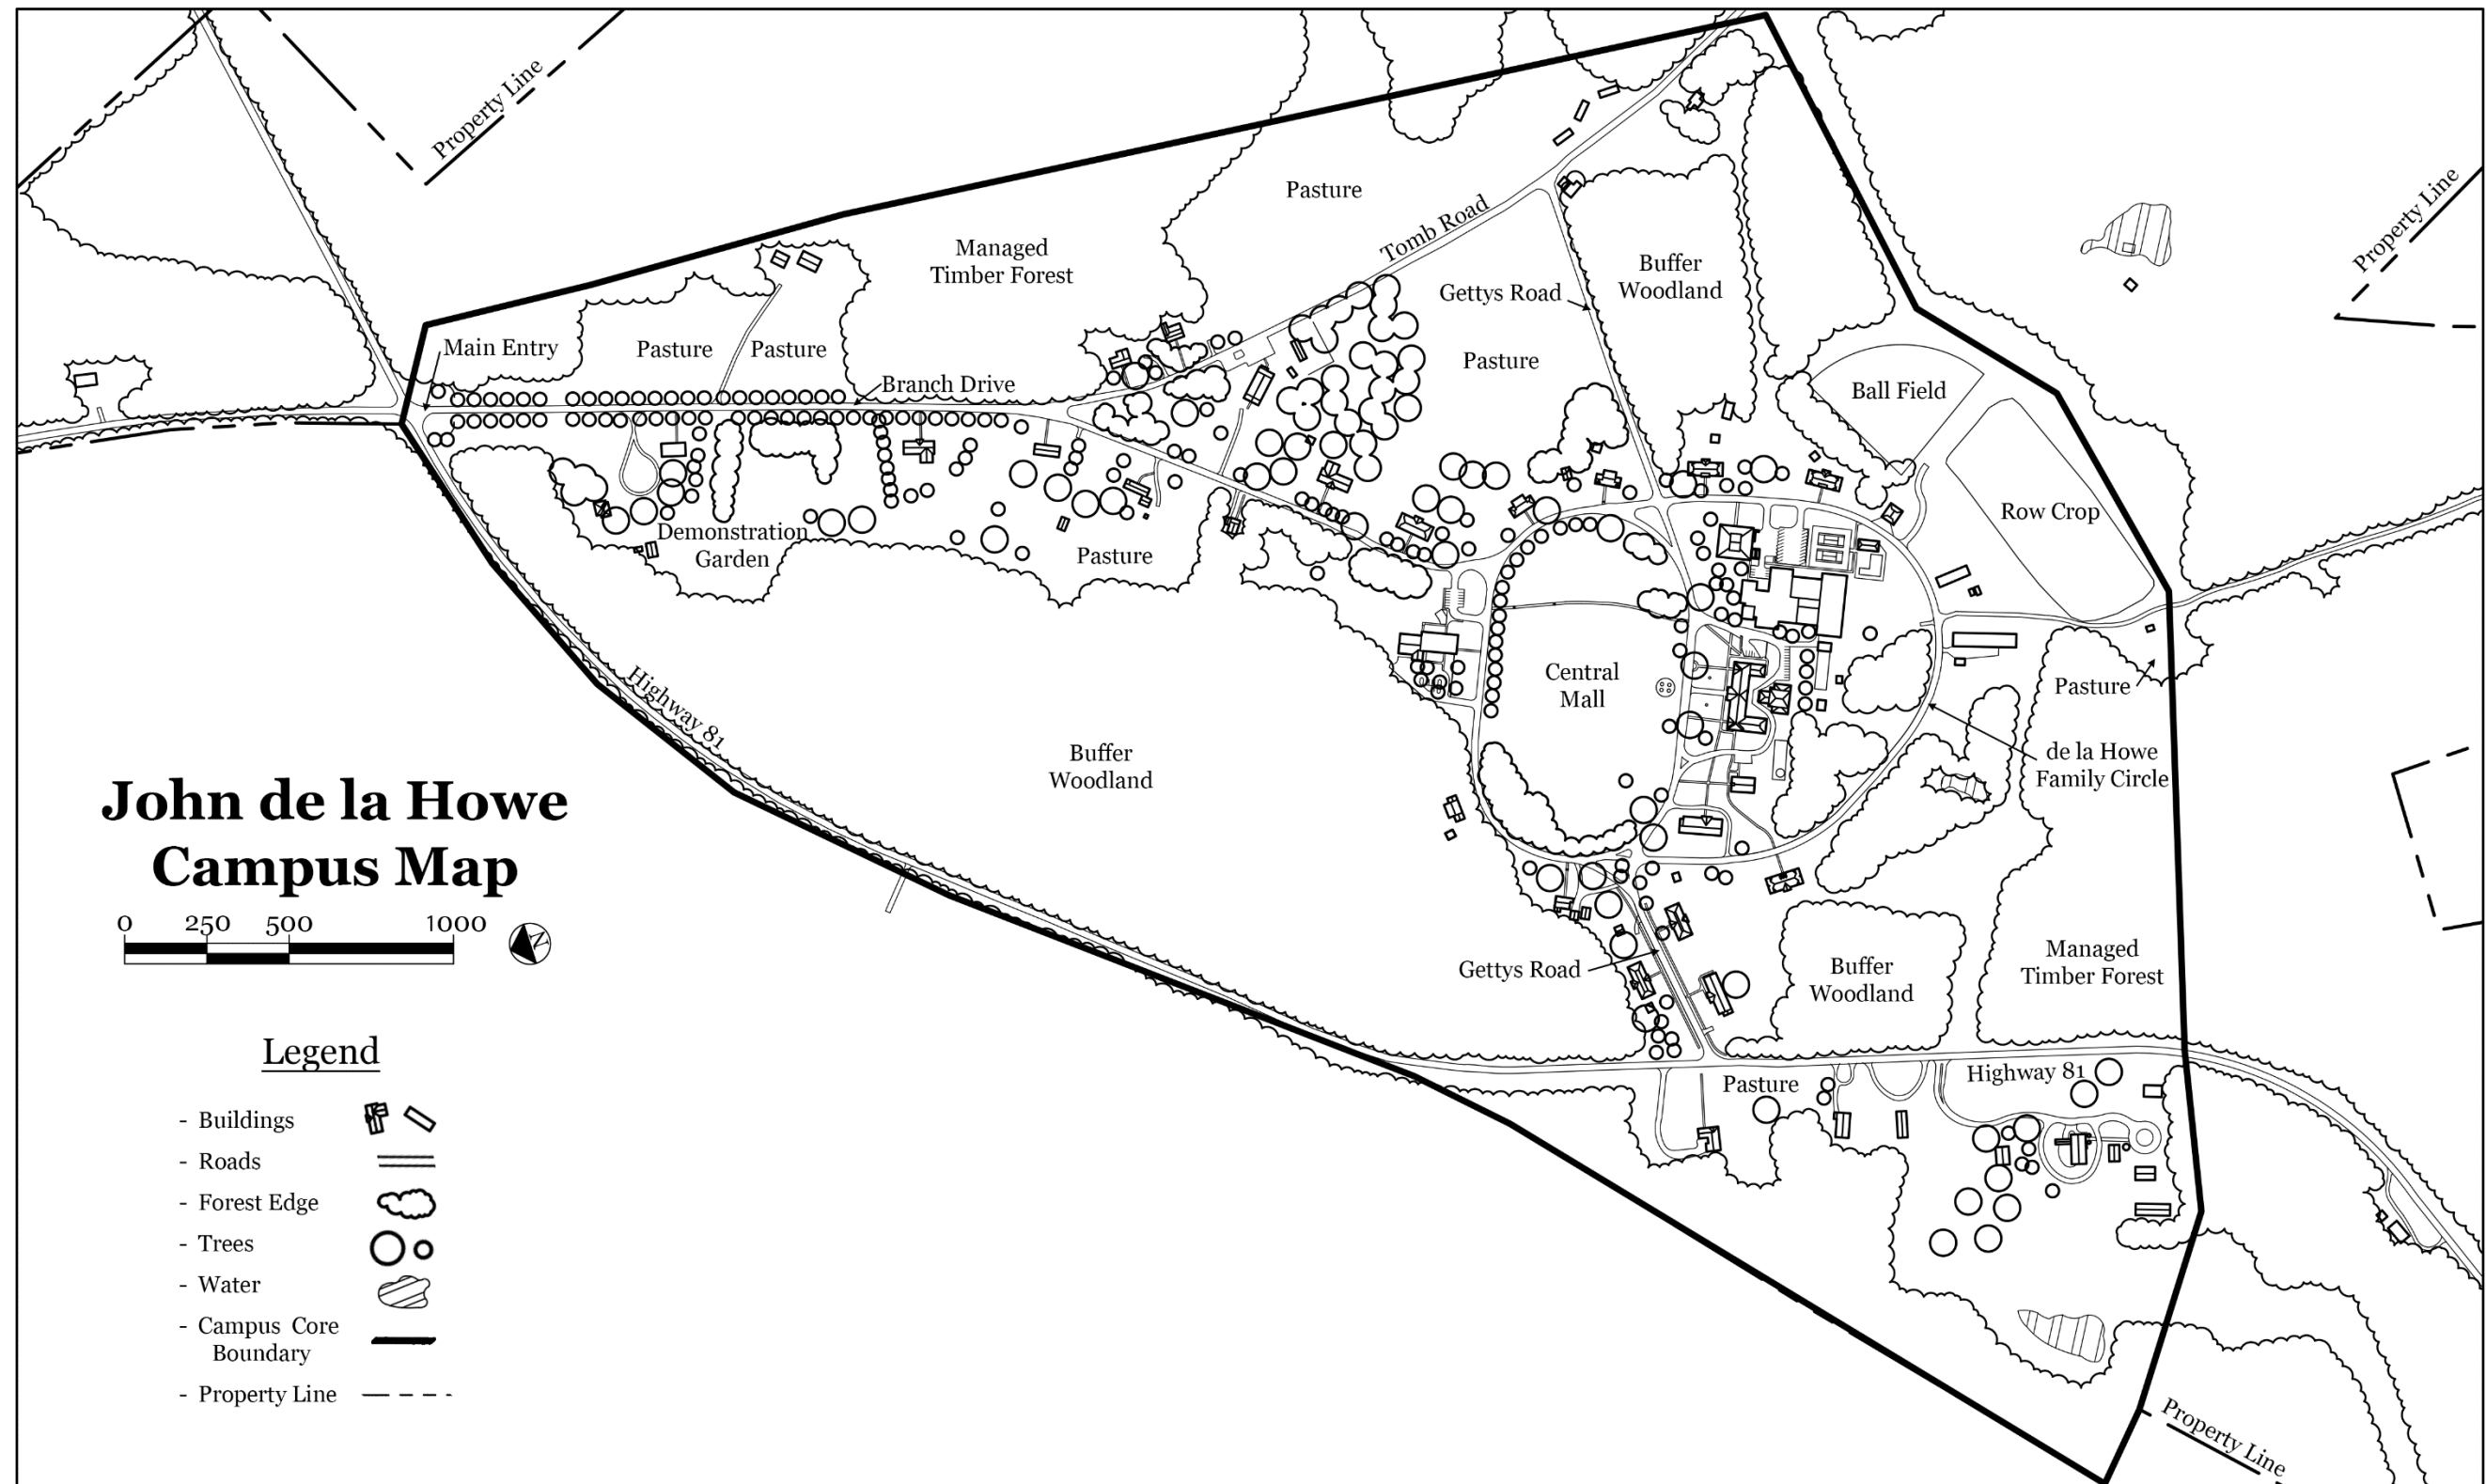 Property Line
Pasture
Property Line
Tomb Road
Managed
Timber Forest
Buffer
Woodland
Gettys Road
Main Entry
Pasture
Pasture
Pasture
Branch Drive
Ball Field
Row Crop
Demonstration
Garden
Pasture
Central
Mall
Pasture
Highway 81
Buffer
Woodland
de la Howe
Family Circle
John de la Howe
Campus Map
0 250 500 1000
N
Gettys Road
Buffer
Woodland
Managed
Timber Forest
Pasture
Highway 81
Legend
- Buildings
- Roads
- Forest Edge
- Trees
- Water
- Campus Core
Boundary
- Property Line
Property Line